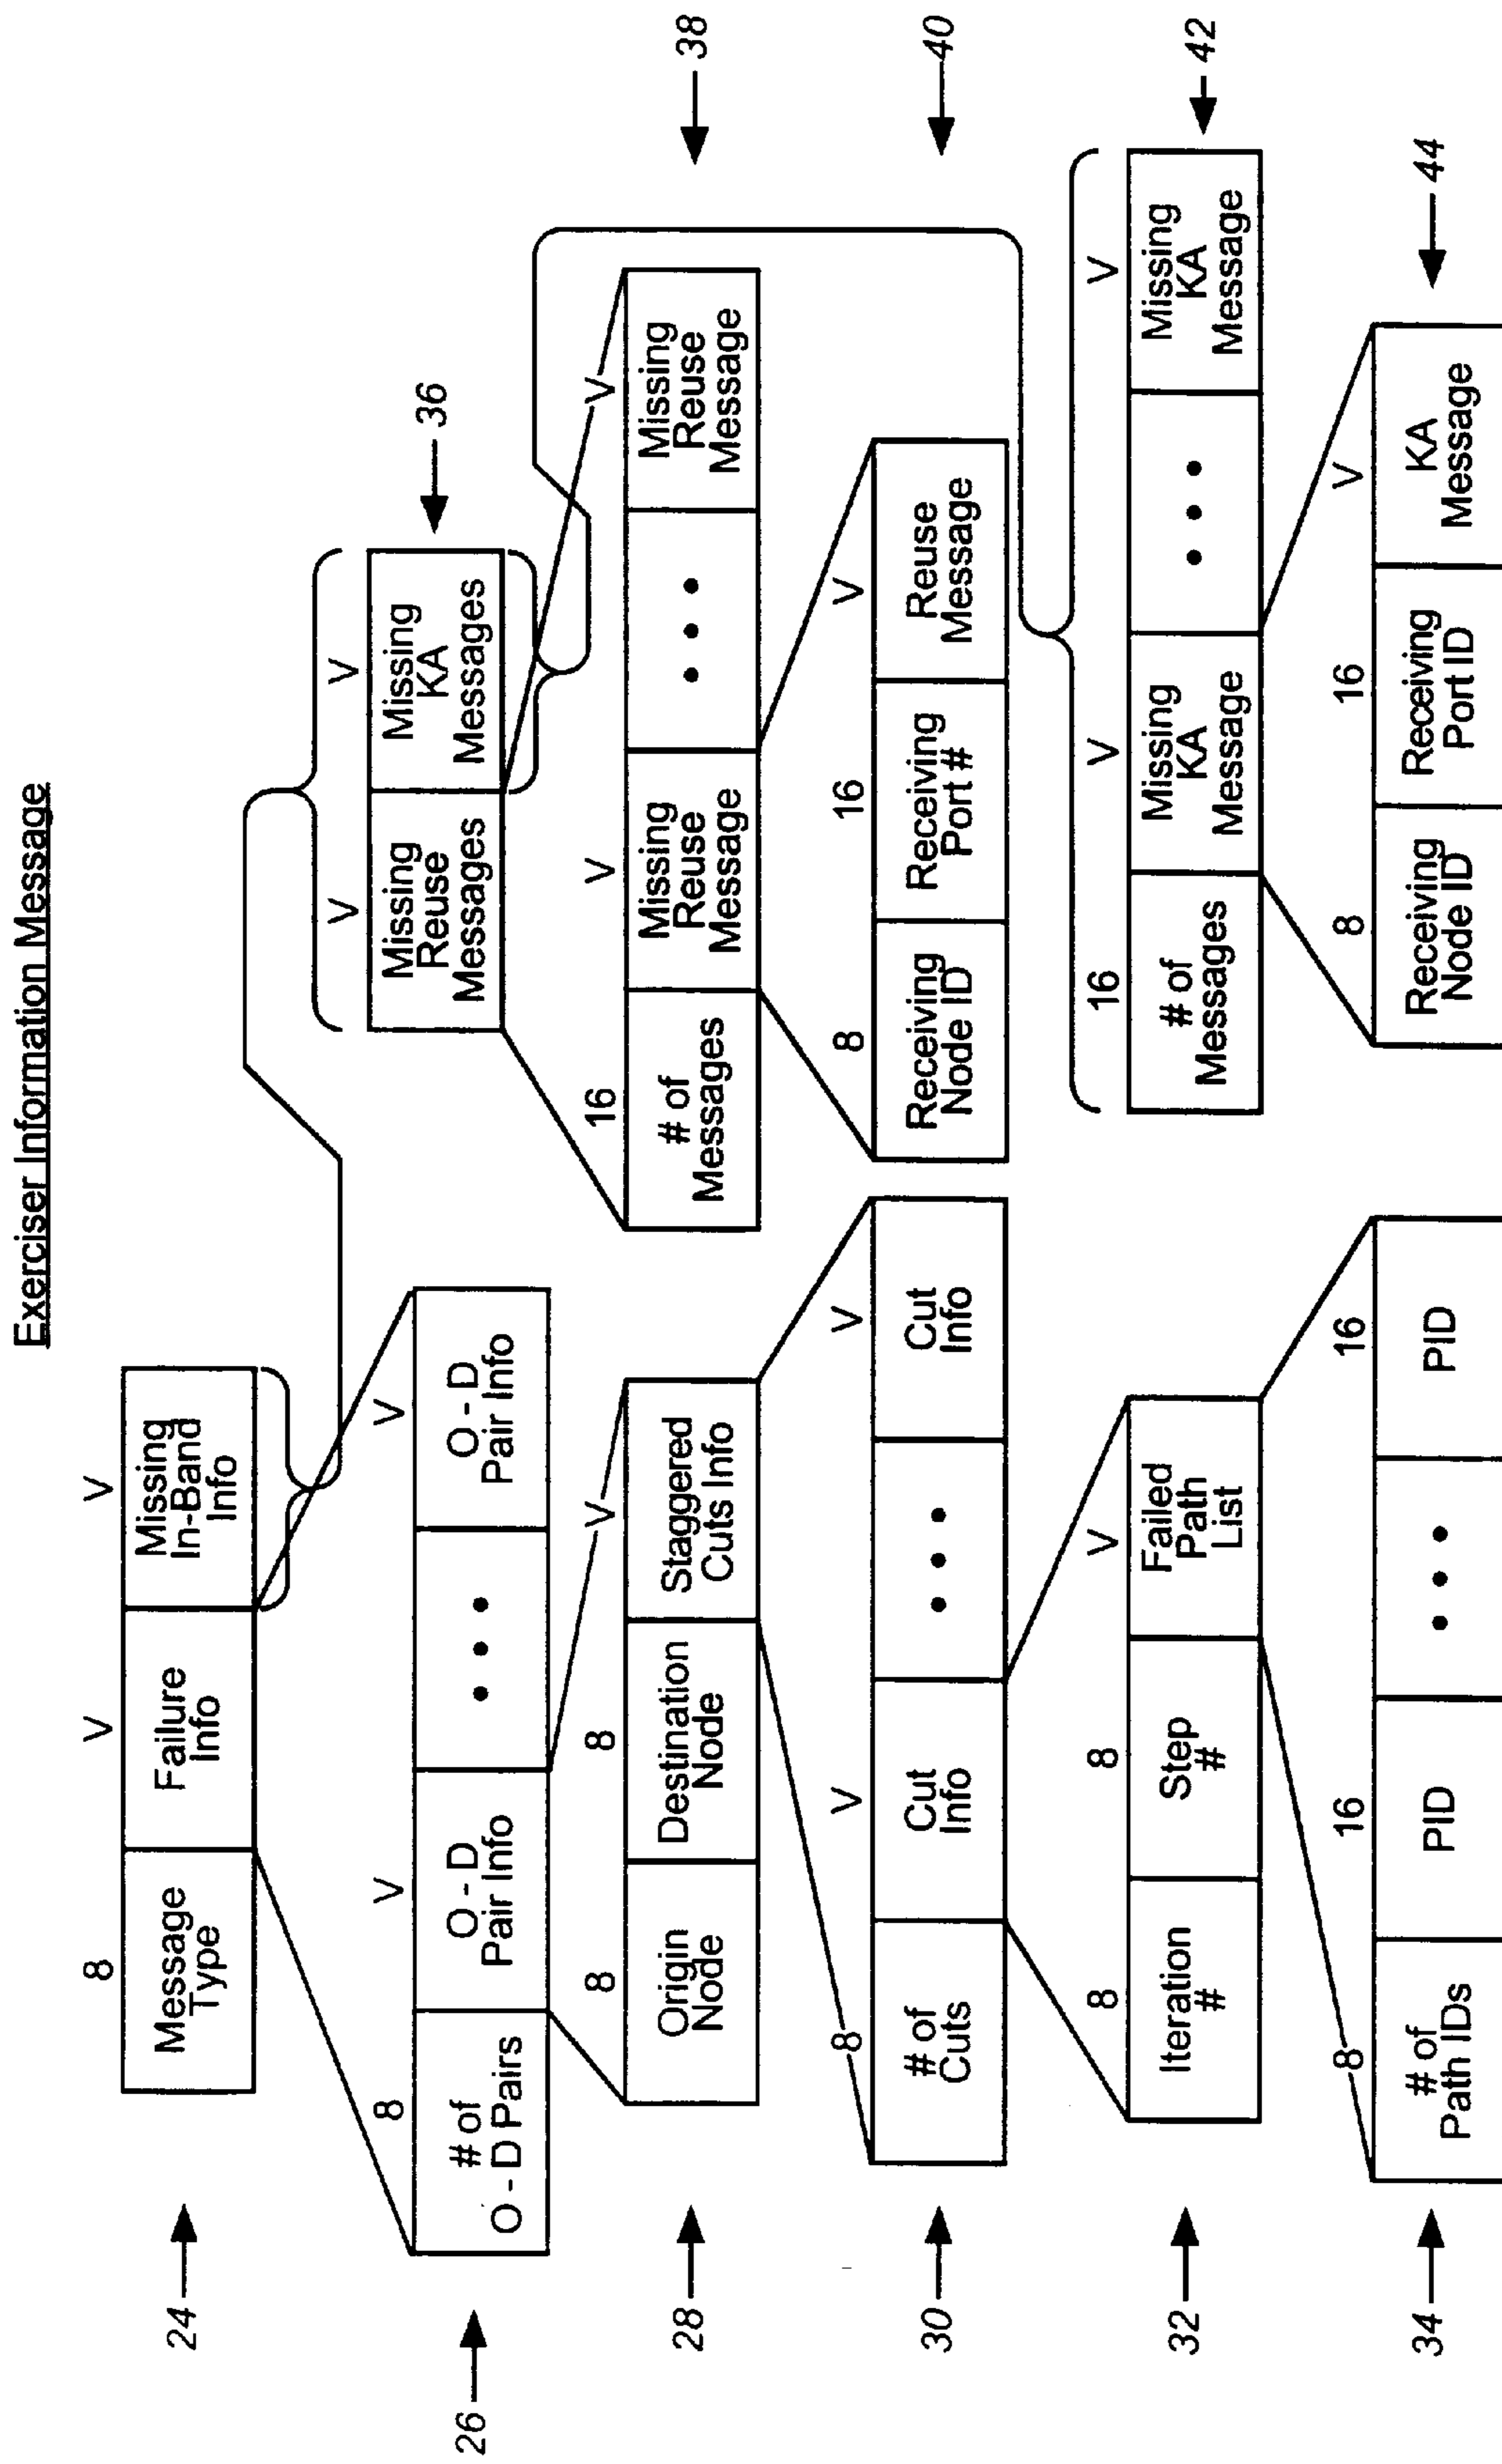 Exerciser Information Message
24
8
V
V
Message
Type
Failure
Info
Missing
In-Band
Info
26
8
V
V
# of
O - D Pairs
O - D
Pair Info
• • •
O - D
Pair Info
28
8
8
V
Origin
Node
Destination
Node
Staggered
Cuts Info
30
8
V
V
# of
Cuts
Cut
Info
• • •
Cut
Info
32
8
8
V
Iteration
#
Step
#
Failed
Path
List
34
8
16
16
# of
Path IDs
PID
• • •
PID
36
V
V
Missing
Reuse
Messages
Missing
KA
Messages
38
16
V
V
# of
Messages
Missing
Reuse
Message
• • •
Missing
Reuse
Message
40
8
16
V
Receiving
Node ID
Receiving
Port #
Reuse
Message
42
16
V
V
# of
Messages
Missing
KA
Message
• • •
Missing
KA
Message
44
8
16
V
Receiving
Node ID
Receiving
Port ID
KA
Message